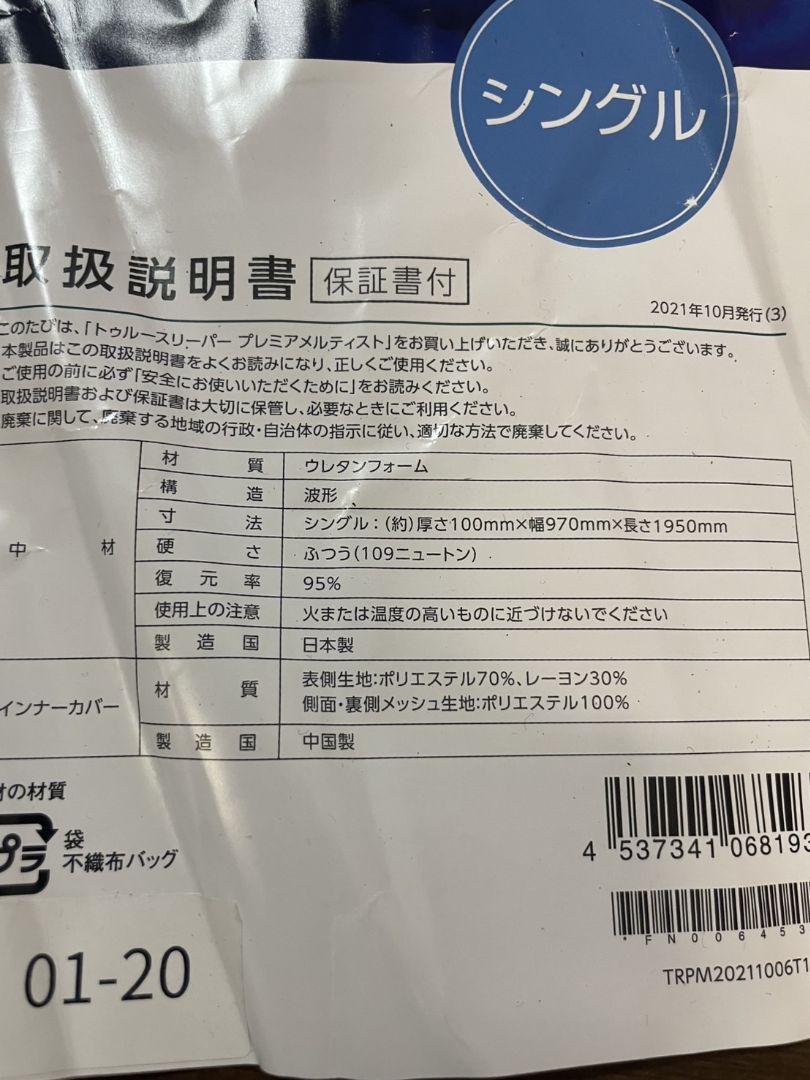 シングル
取扱説明書 保証書付
2021年10月発行(3)
このたびは、「トゥルースリーパー プレミアメルティスト」をお買い上げいただき、誠にありがとうございます。
本製品はこの取扱説明書をよくお読みになり、正しくご使用ください。
ご使用の前に必ず「安全にお使いいただくために」をお読みください。
取扱説明書および保証書は大切に保管し、必要なときにご利用ください。
廃棄に関して、廃棄する地域の行政・自治体の指示に従い、適切な方法で廃棄してください。
中材
材質 ウレタンフォーム
構造 波形
寸法 シングル：(約)厚さ100mm×幅970mm×長さ1950mm
硬さ ふつう(109ニュートン)
復元率 95%
使用上の注意 火または温度の高いものに近づけないでください
製造国 日本製
インナーカバー
材質 表側生地:ポリエステル70%、レーヨン30%
側面・裏側メッシュ生地:ポリエステル100%
製造国 中国製
材の材質
プラ
袋
不織布バッグ
4 537341 068193
*FN006453
TRPM20211006T1
01-20